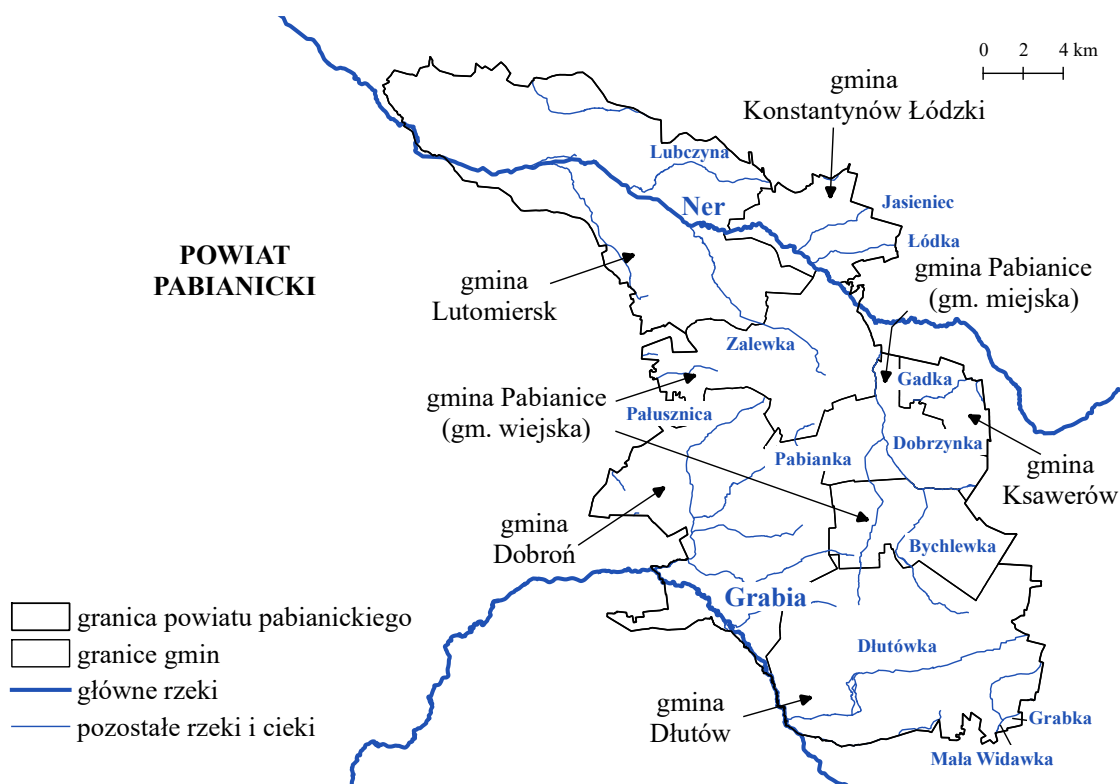 0 2 4 km
gmina
Konstantynów Łódzki
Lubczyna
Ner
Jasieniec
Łódka
POWIAT
PABIANICKI
gmina
Lutomiersk
gmina Pabianice
(gm. miejska)
Zalewka
Gadka
gmina Pabianice
(gm. wiejska)
Pałusznica
Pabianka
Dobrzynka
gmina
Ksawerów
gmina
Dobroń
Bychlewka
Grabia
granica powiatu pabianickiego
granice gmin
główne rzeki
pozostałe rzeki i cieki
Dłutówka
gmina
Dłutów
Grabka
Mała Widawka